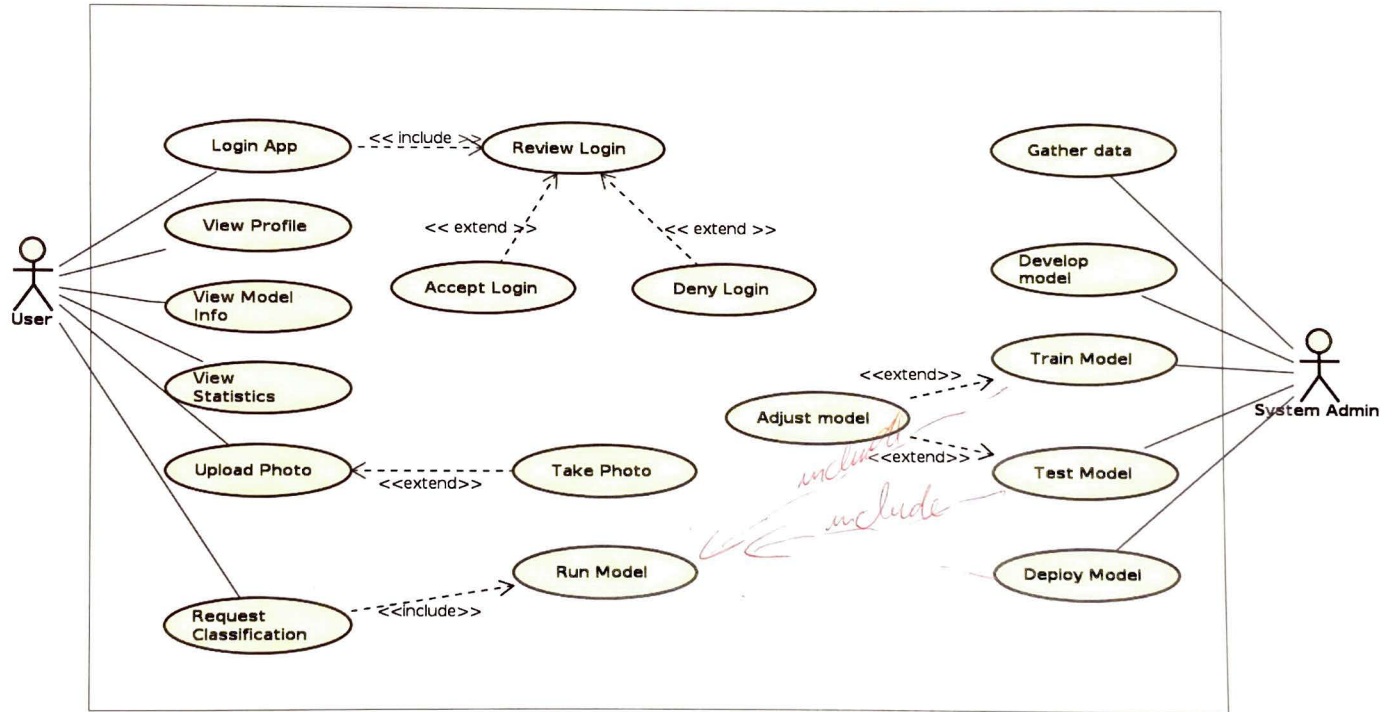 Login App
<< include >>
Review Login
Gather data
View Profile
<< extend >>
<< extend >>
Develop
model
Accept Login
Deny Login
View Model
Info
User
Train Model
<<extend>>
View
Statistics
System Admin
Adjust model
<<extend>>
include
Upload Photo
<<extend>>
Take Photo
Test Model
include
Run Model
Deploy Model
<<include>>
Request
Classification